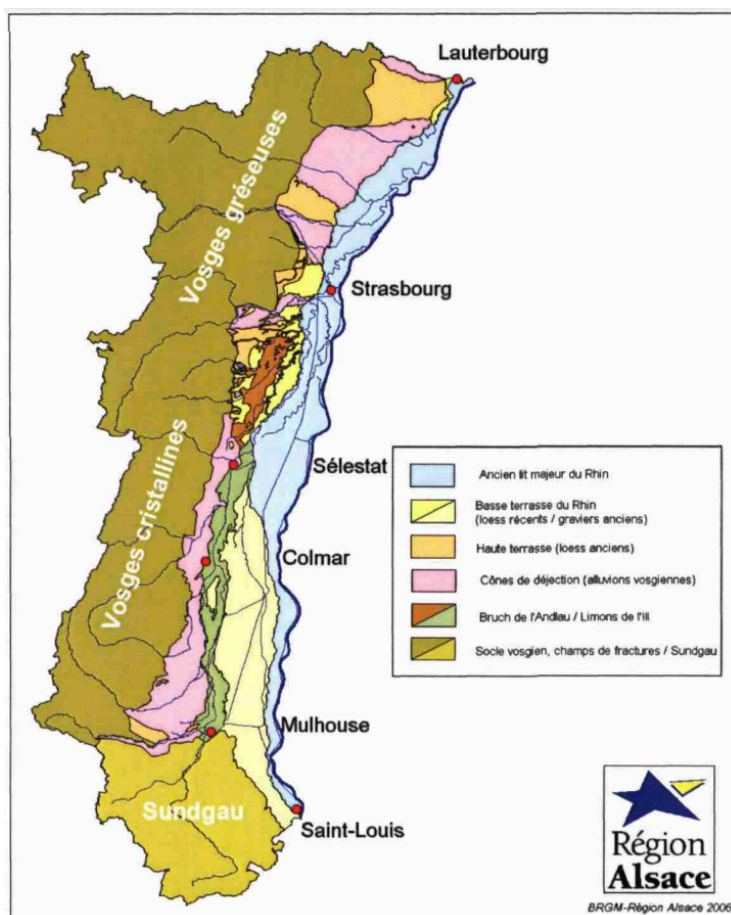 Lauterbourg
Vosges gréseuses
Strasbourg
Sélestat
Vosges cristallines
Colmar
Mulhouse
Sundgau
Saint-Louis
Ancien lit majeur du Rhin
Basse terrasse du Rhin
(loess récents / graviers anciens)
Haute terrasse (loess anciens)
Cônes de déjection (alluvions vosgiennes)
Bruch de l'Andlau / Limons de l'Ill
Socle vosgien, champs de fractures / Sundgau
Région
Alsace
BRGM-Région Alsace 2006